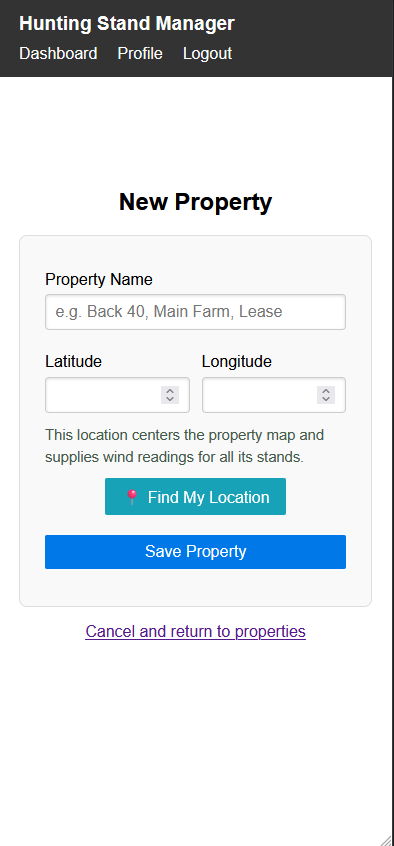 Hunting Stand Manager
Dashboard Profile Logout
New Property
Property Name
e.g. Back 40, Main Farm, Lease
Latitude Longitude
This location centers the property map and
supplies wind readings for all its stands.
📍 Find My Location
Save Property
Cancel and return to properties